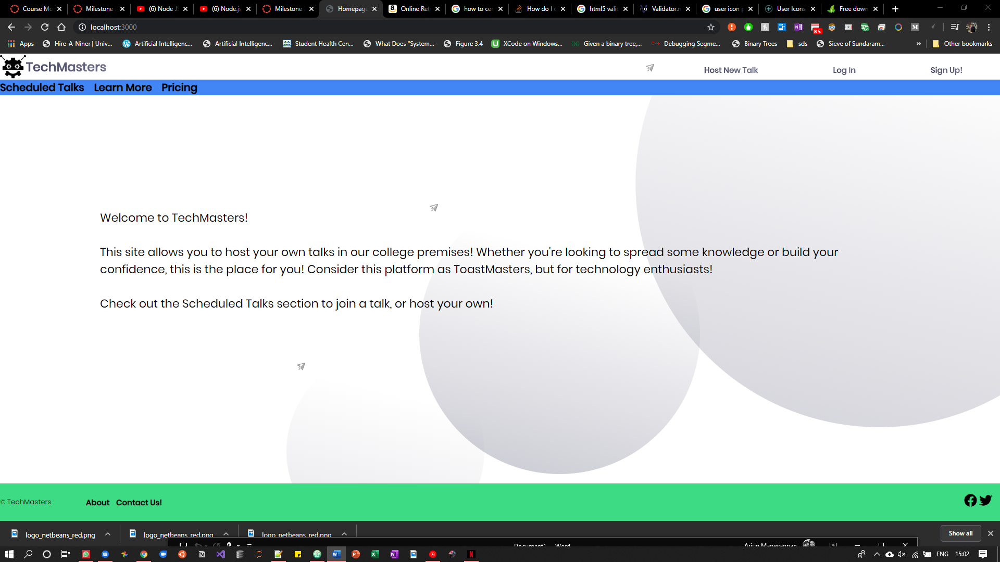 Course Mo
Milestone
(6) Node J
(6) Node.js
Milestone
Homepage
Online Ret
how to cen
How do I c
html5 valid
Validator.n
user icon p
User Icons
Free down
localhost:3000
8.5
Apps
Hire-A-Niner | Univ...
Artificial Intelligenc...
Artificial Intelligenc...
Student Health Cen...
What Does "System...
Figure 3.4
XCode on Windows...
Given a binary tree,...
Debugging Segme...
Binary Trees
sds
Sieve of Sundaram...
»
Other bookmarks
TechMasters
Host New Talk
Log In
Sign Up!
Scheduled Talks
Learn More
Pricing
Welcome to TechMasters!
This site allows you to host your own talks in our college premises! Whether you're looking to spread some knowledge or build your
confidence, this is the place for you! Consider this platform as ToastMasters, but for technology enthusiasts!
Check out the Scheduled Talks section to join a talk, or host your own!
© TechMasters
About
Contact Us!
logo_netbeans_red.png
logo_netbeans_red.png
logo_netbeans_red.png
Show all
Document1 - Word
Arjun Maneyannan
ENG
15:02